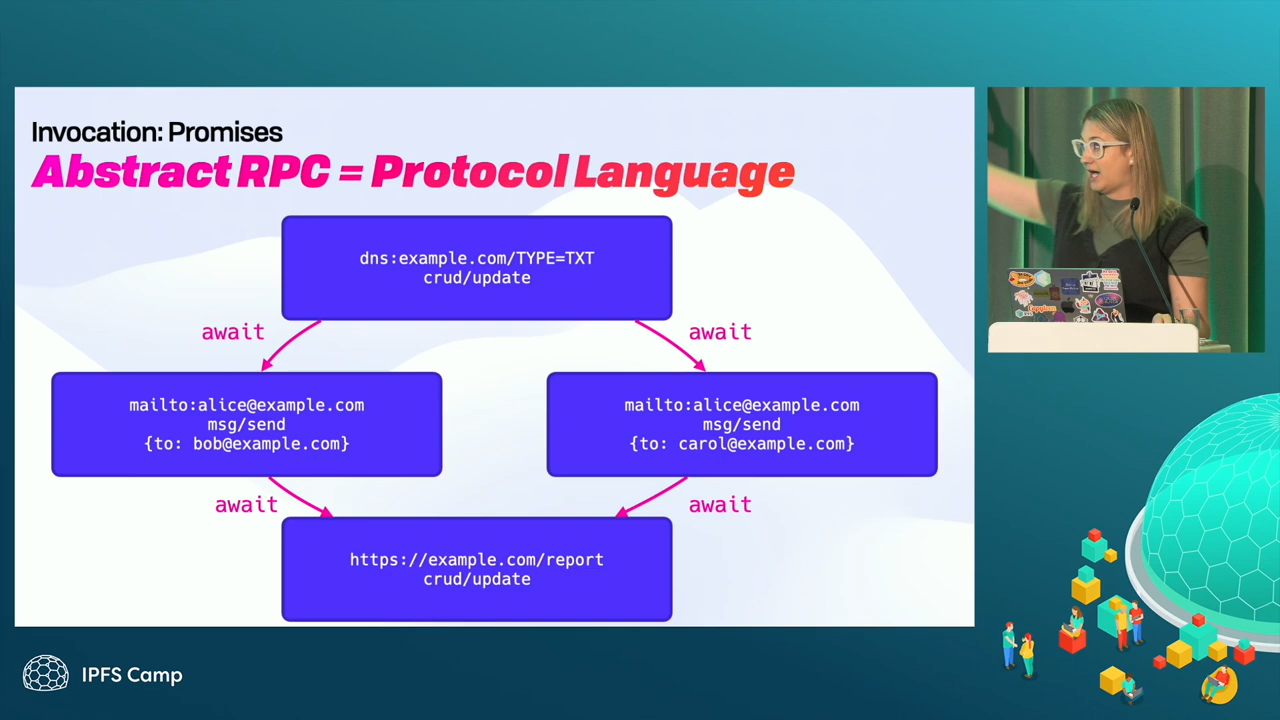 Invocation: Promises
Abstract RPC = Protocol Language
dns:example.com/TYPE=TXT
crud/update
await
await
mailto:alice@example.com
msg/send
{to: bob@example.com}
mailto:alice@example.com
msg/send
{to: carol@example.com}
await
await
https://example.com/report
crud/update
IPFS Camp